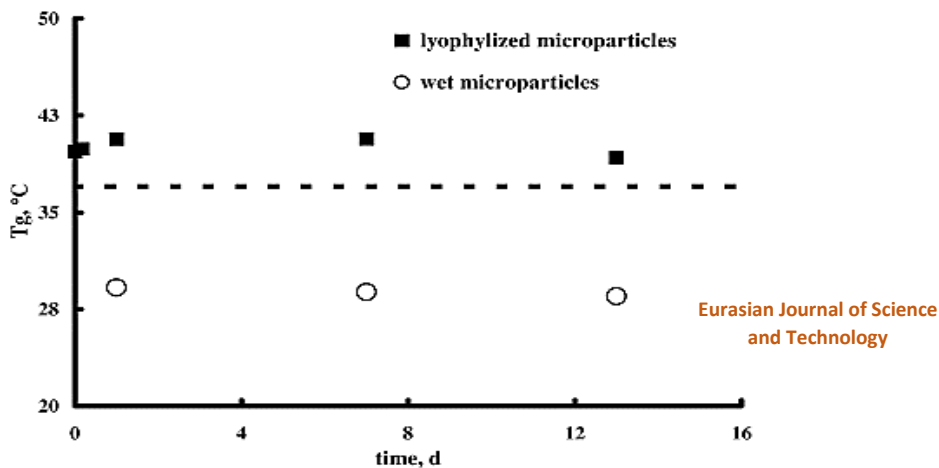 50
lyophilized microparticles
wet microparticles
43
Tg, °C
35
28
Eurasian Journal of Science
and Technology
20
0
4
8
12
16
time, d